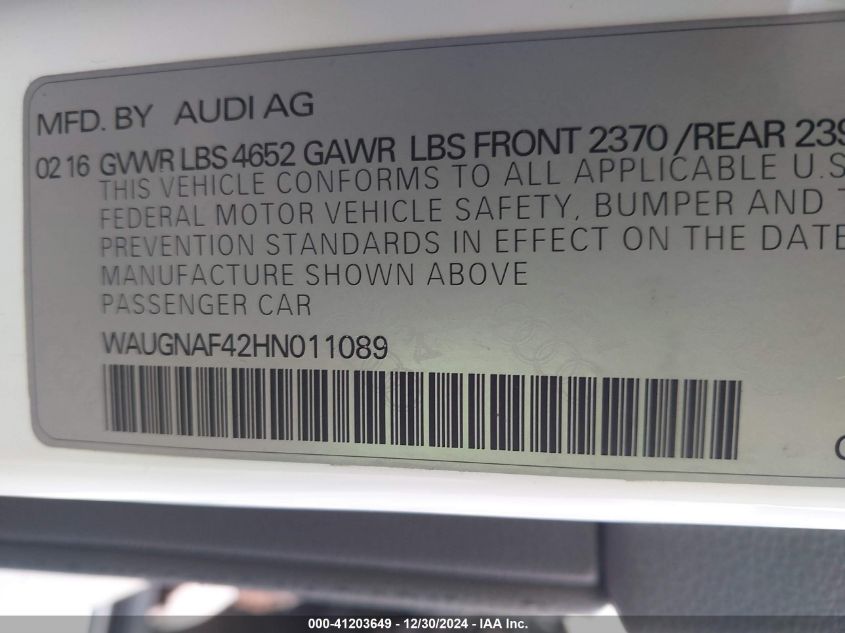 MFD. BY AUDI AG
02 16 GVWR LBS 4652 GAWR LBS FRONT 2370 /REAR 239
THIS VEHICLE CONFORMS TO ALL APPLICABLE U.S
FEDERAL MOTOR VEHICLE SAFETY, BUMPER AND T
PREVENTION STANDARDS IN EFFECT ON THE DATE
MANUFACTURE SHOWN ABOVE
PASSENGER CAR
WAUGNAF42HN011089
000-41203649 - 12/30/2024 - IAA Inc.